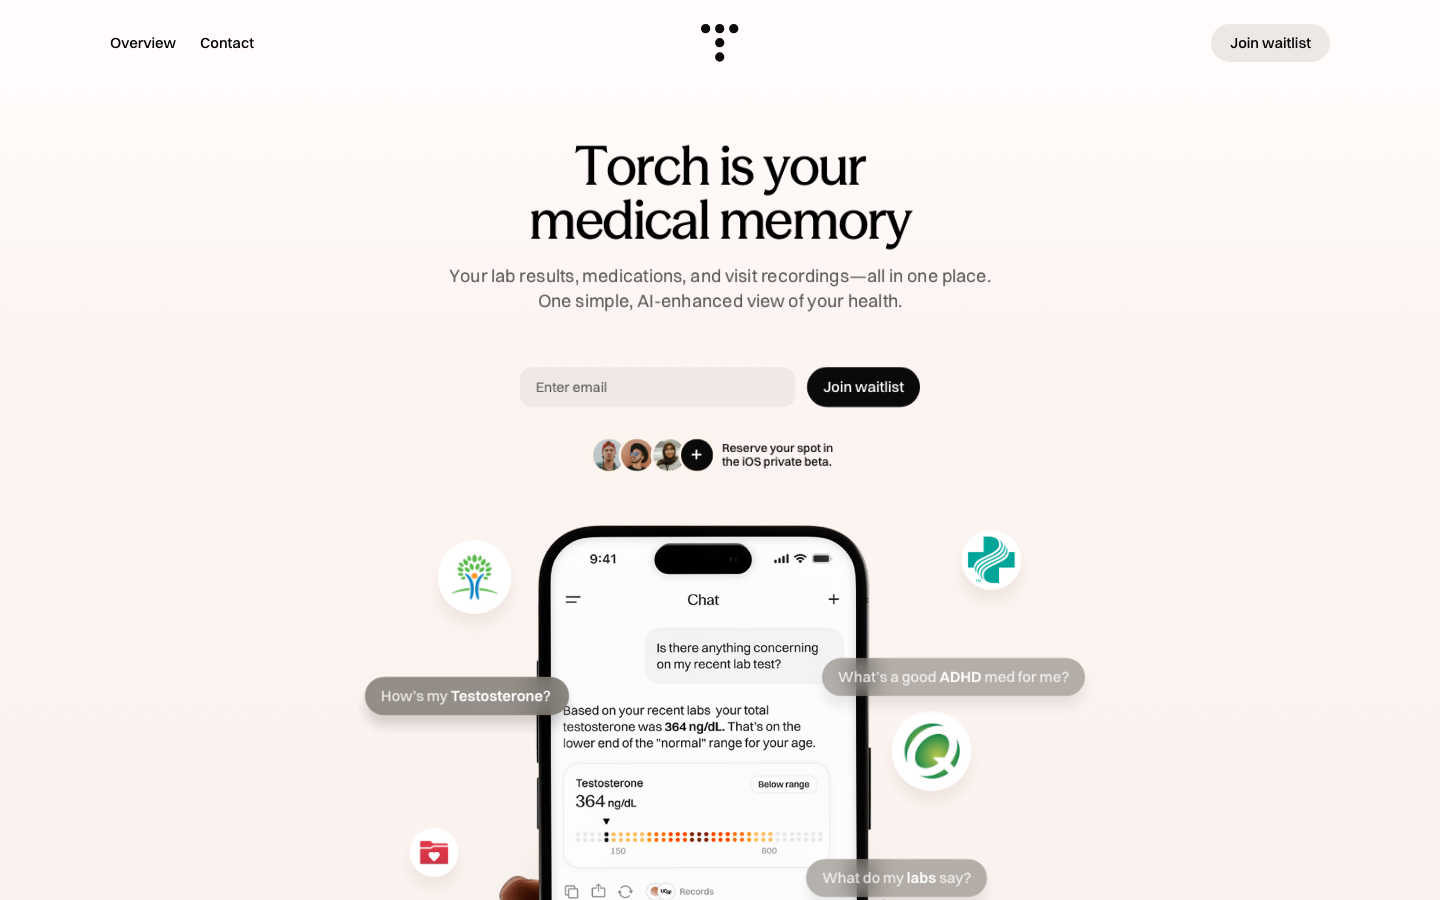 Overview
Contact
Join waitlist
Torch is your
medical memory
Your lab results, medications, and visit recordings—all in one place.
One simple, AI-enhanced view of your health.
Enter email
Join waitlist
Reserve your spot in
the iOS private beta.
9:41
Chat
Is there anything concerning
on my recent lab test?
What's a good ADHD med for me?
How's my Testosterone?
Based on your recent labs your total
testosterone was 364 ng/dL. That's on the
lower end of the "normal" range for your age.
Testosterone
Below range
364 ng/dL
150
800
What do my labs say?
Records